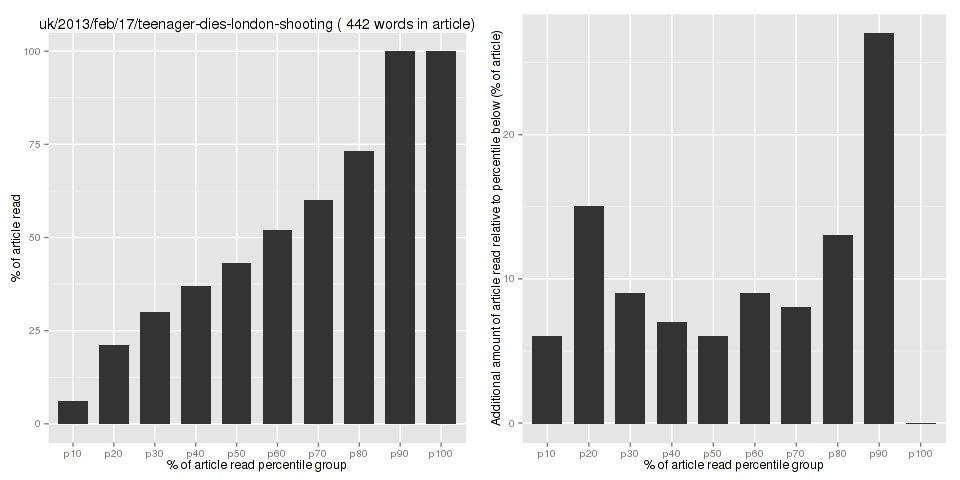 uk/2013/feb/17/teenager-dies-london-shooting ( 442 words in article)
% of article read
100
75
50
25
0
p10 p20 p30 p40 p50 p60 p70 p80 p90 p100
% of article read percentile group
Additional amount of article read relative to percentile below (% of article)
20
10
0
p10 p20 p30 p40 p50 p60 p70 p80 p90 p100
% of article read percentile group